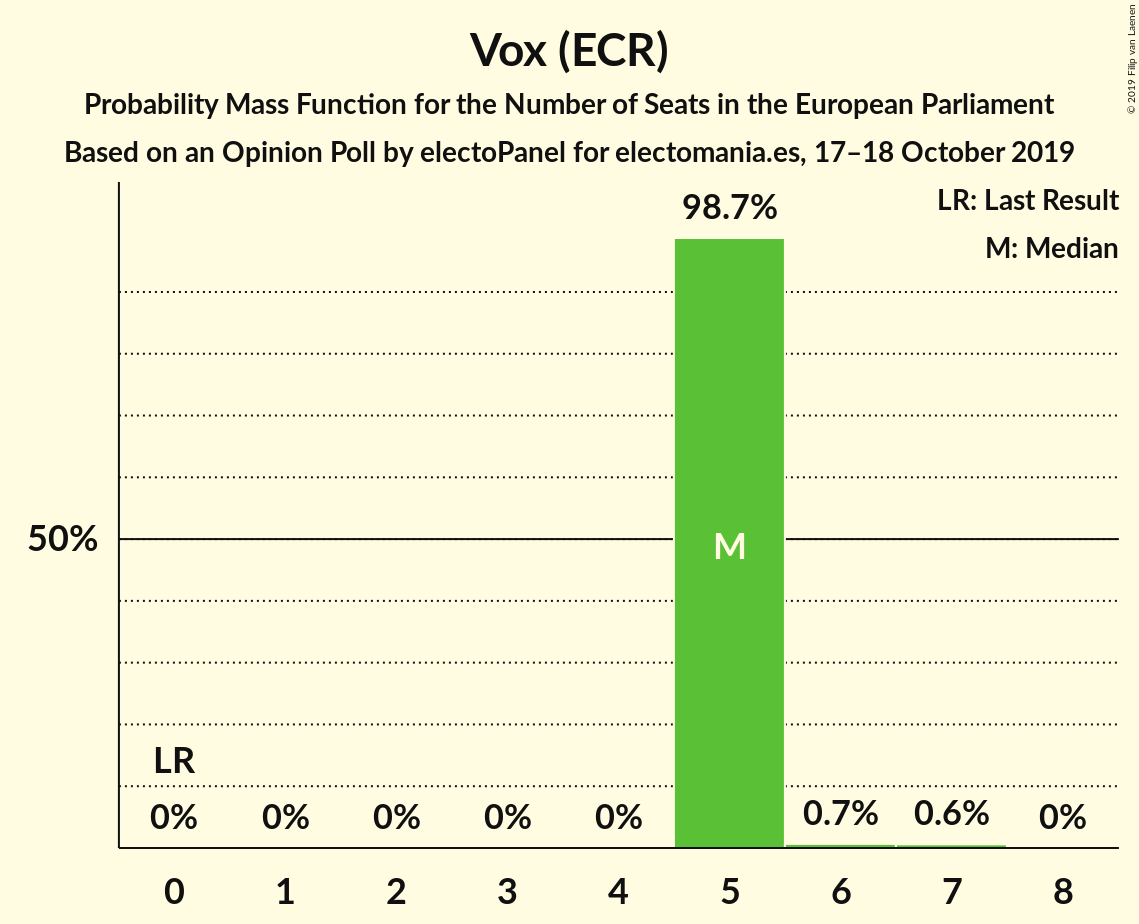 Vox (ECR)
Probability Mass Function for the Number of Seats in the European Parliament
Based on an Opinion Poll by electoPanel for electomania.es, 17–18 October 2019
© 2019 Filip van Laenen
LR: Last Result
M: Median
98.7%
50%
M
LR
0% 0% 0% 0% 0% 0.7% 0.6% 0%
0 1 2 3 4 5 6 7 8